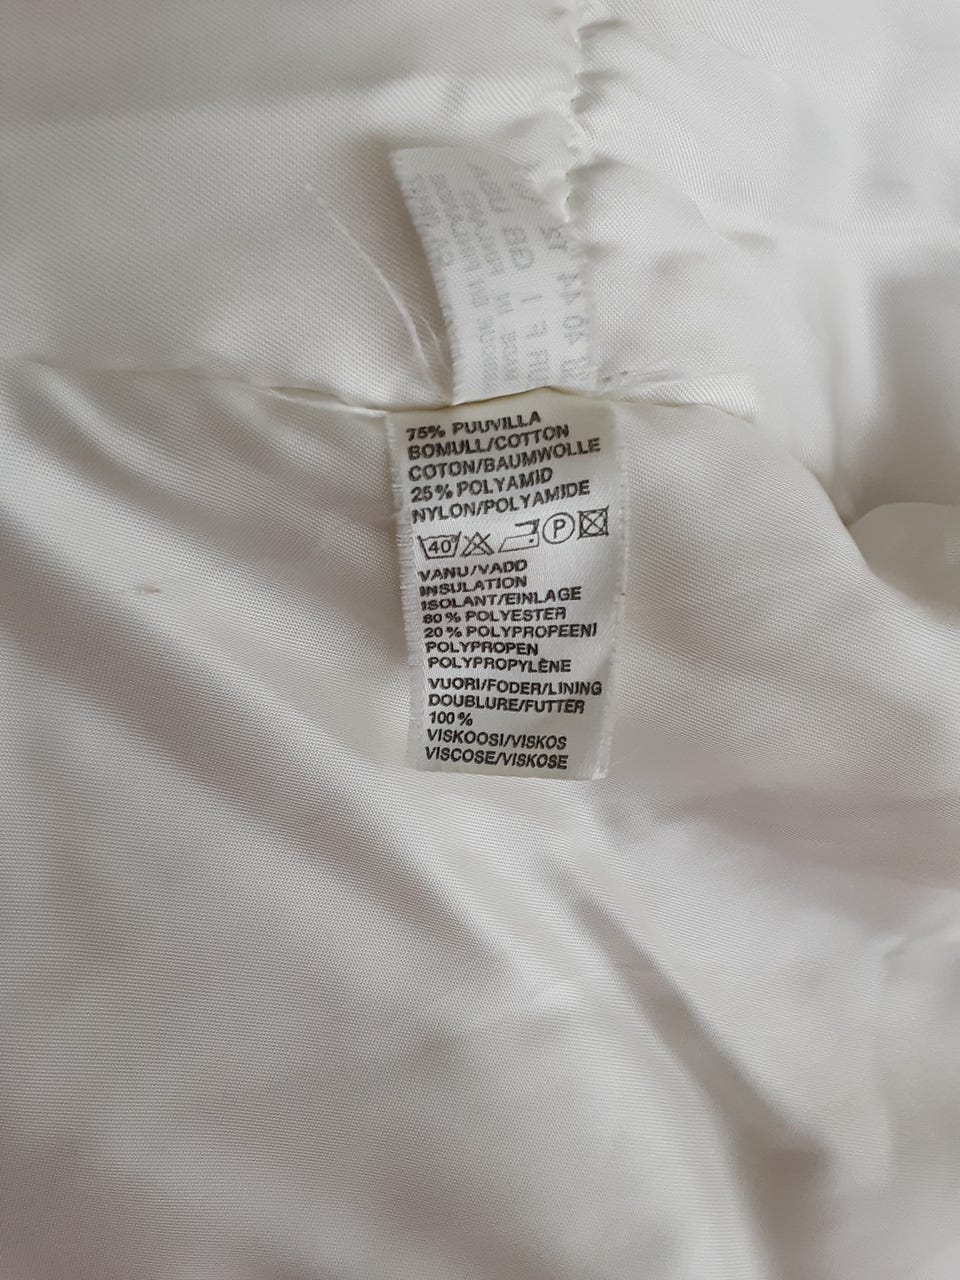 75% PUUVILLA
BOMULL/COTTON
COTON/BAUMWOLLE
25% POLYAMID
NYLON/POLYAMIDE
40° P
VANU/VADD
INSULATION
ISOLANT/EINLAGE
80% POLYESTER
20% POLYPROPEENI
POLYPROPEN
POLYPROPYLÈNE
VUORI/FODER/LINING
DOUBLURE/FUTTER
100%
VISKOOSI/VISKOS
VISCOSE/VISKOSE